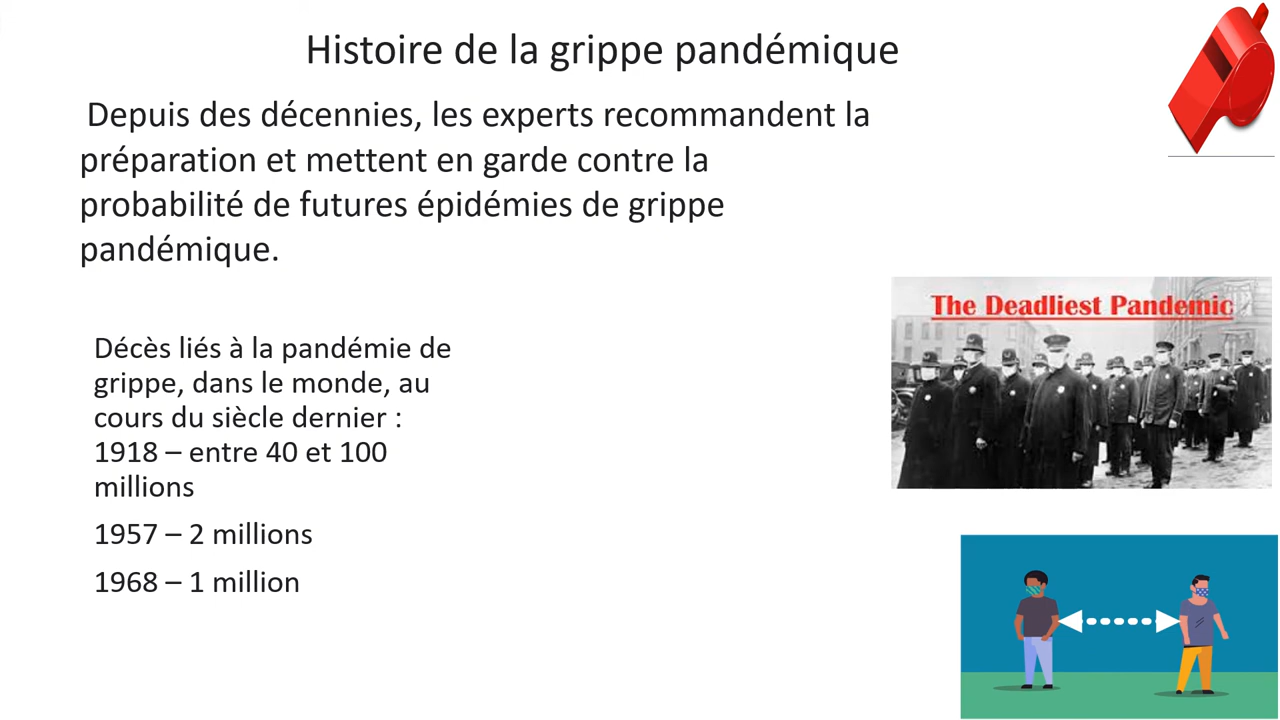 Histoire de la grippe pandémique
Depuis des décennies, les experts recommandent la
préparation et mettent en garde contre la
probabilité de futures épidémies de grippe
pandémique.
The Deadliest Pandemic
Décès liés à la pandémie de
grippe, dans le monde, au
cours du siècle dernier :
1918 – entre 40 et 100
millions
1957 – 2 millions
1968 – 1 million